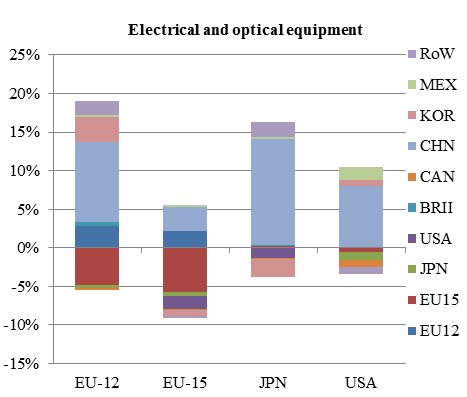 Electrical and optical equipment
25%
20%
15%
10%
5%
0%
-5%
-10%
-15%
EU-12 EU-15 JPN USA
RoW
MEX
KOR
CHN
CAN
BRII
USA
JPN
EU15
EU12